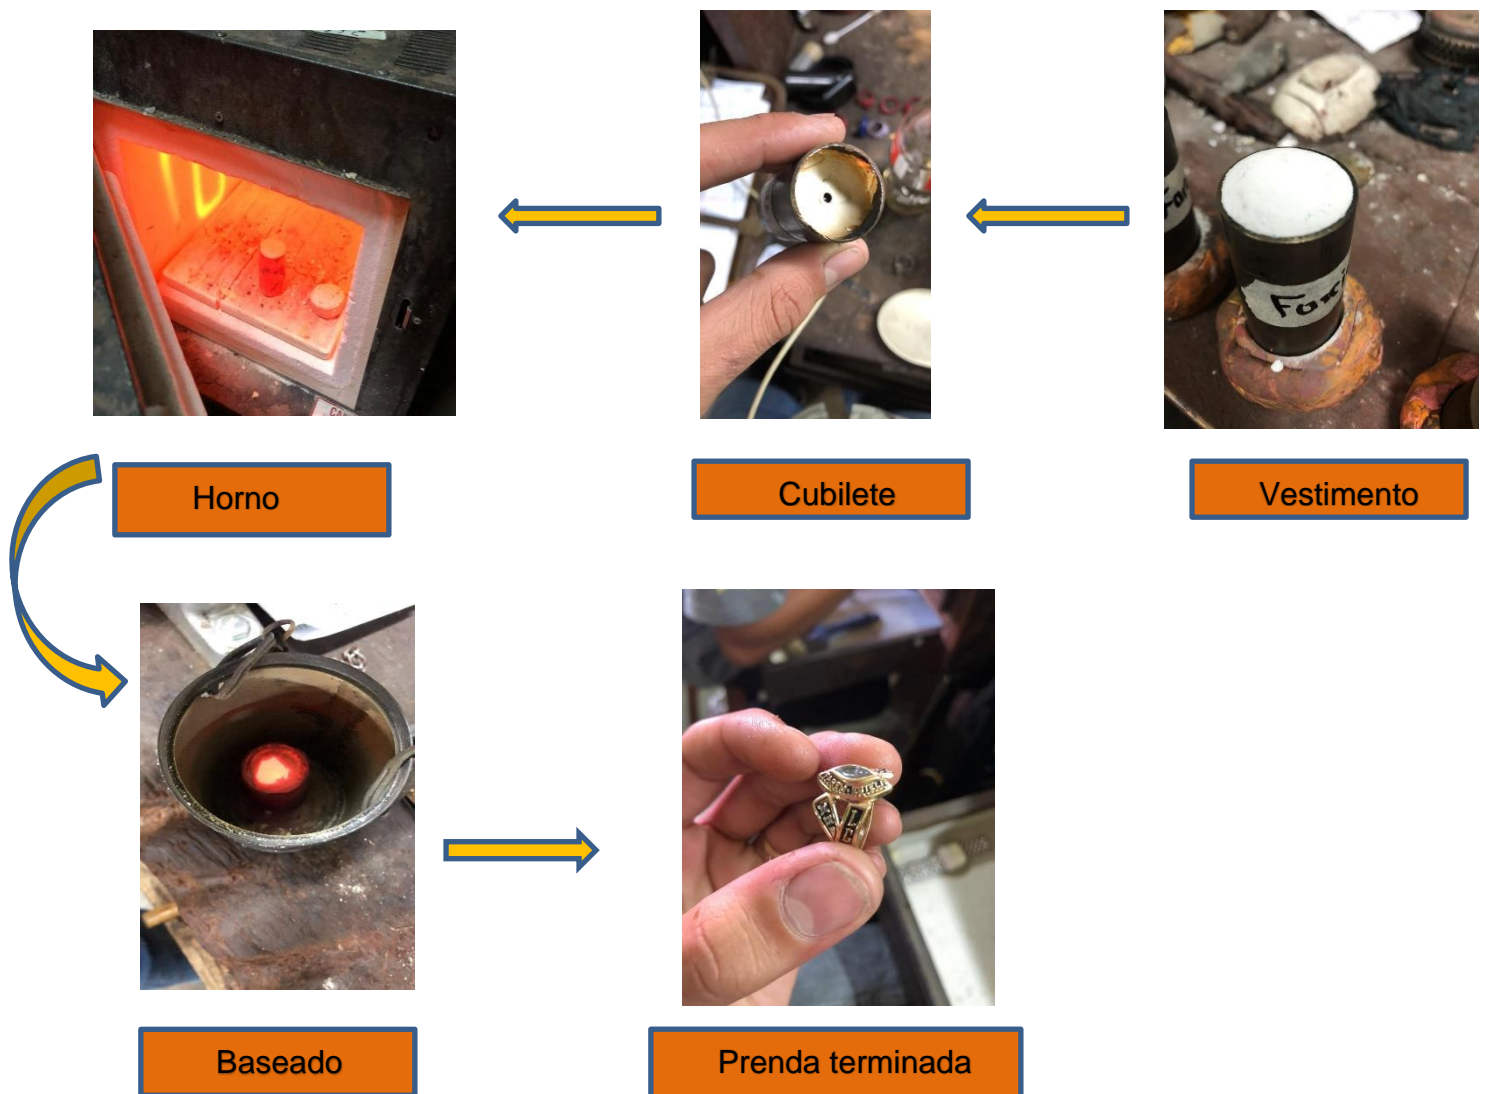 Horno
Cubilete
Vestimento
Baseado
Prenda terminada